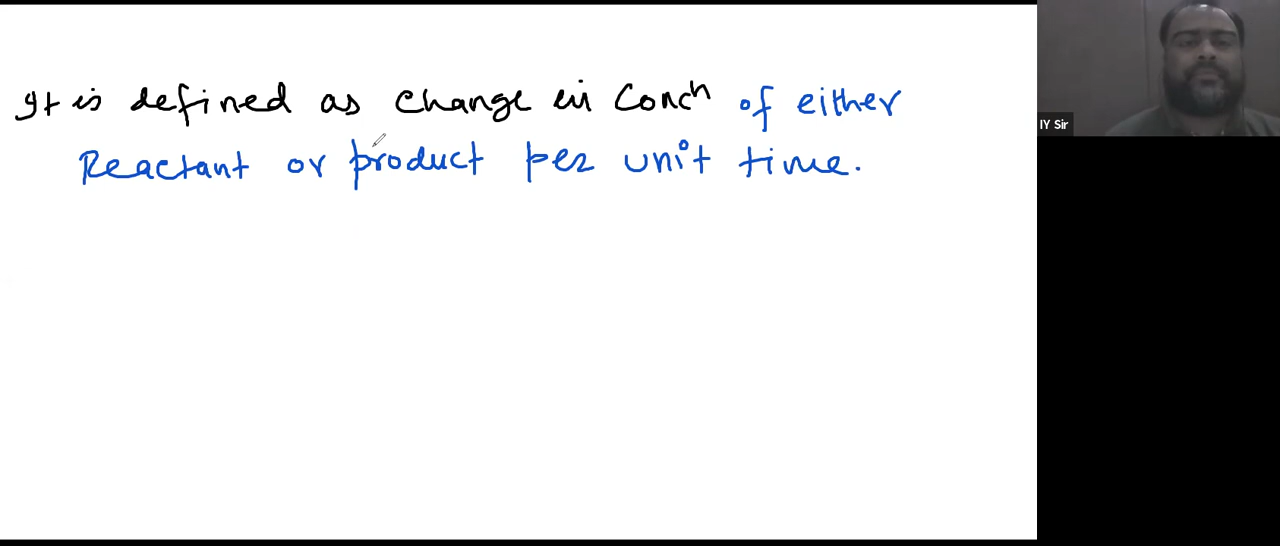 It is defined as change in Concn of either
Reactant or product per unit time.
IY Sir